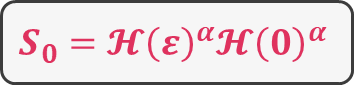 S₀ = ℋ(ε)^α ℋ(0)^α